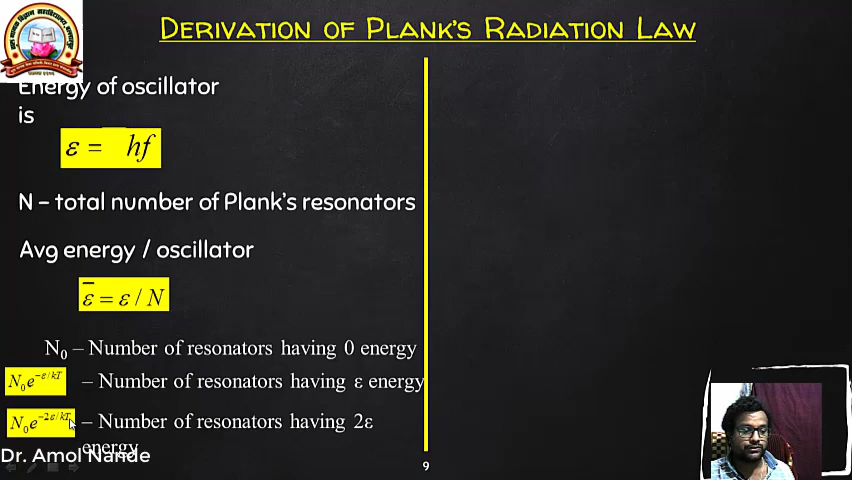 DERIVATION OF PLANK'S RADIATION LAW
Energy of oscillator
is
ε = hf
N – total number of Plank's resonators
Avg energy / oscillator
ε̅ = ε / N
N₀ – Number of resonators having 0 energy
N₀e^(−ε/kT) – Number of resonators having ε energy
N₀e^(−2ε/kT) – Number of resonators having 2ε
energy
Dr. Amol Nande
9